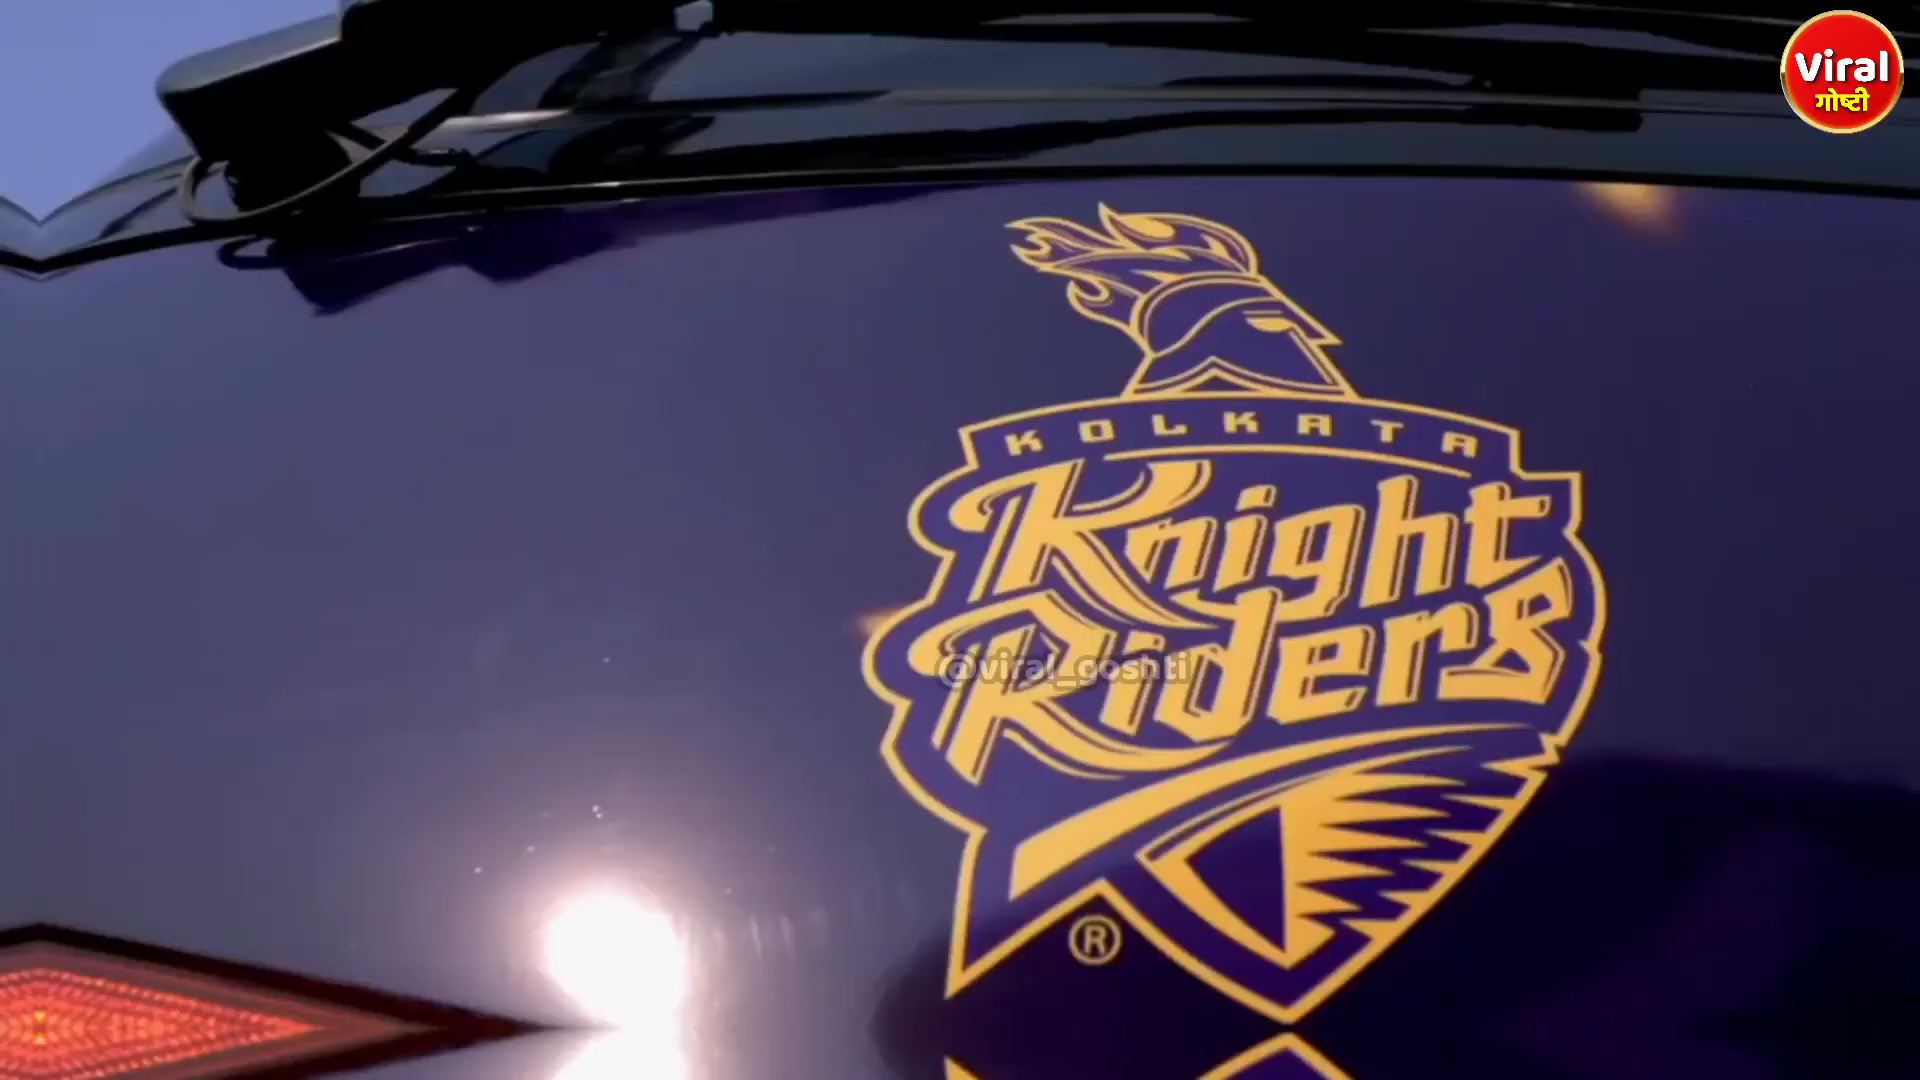 Viral
गोष्टी
KOLKATA
Knight
Riders
@viral_goshti
®